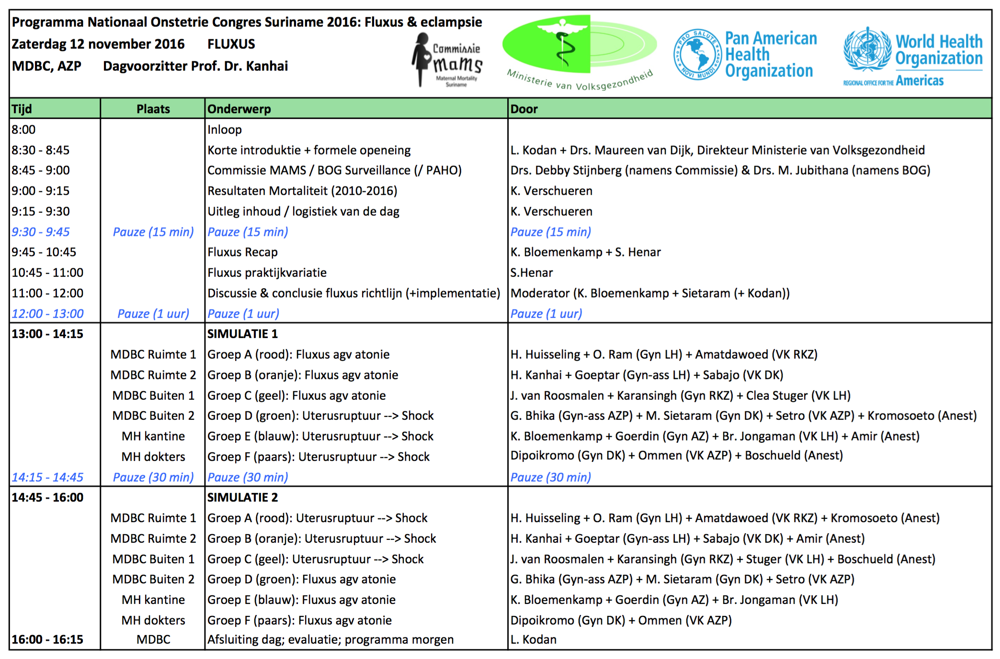 Programma Nationaal Onstetrie Congres Suriname 2016: Fluxus & eclampsie
Zaterdag 12 november 2016 FLUXUS
MDBC, AZP Dagvoorzitter Prof. Dr. Kanhai
Commissie
MaMS
Maternal Mortality
Suriname
Ministerie van Volksgezondheid
PRO SALUTE
NOVI MUNDI
OPS
PAHO
Pan American
Health
Organization
World Health
Organization
REGIONAL OFFICE FOR THE Americas
Tijd Plaats Onderwerp Door
8:00 Inloop
8:30 - 8:45 Korte introduktie + formele openeing L. Kodan + Drs. Maureen van Dijk, Direkteur Ministerie van Volksgezondheid
8:45 - 9:00 Commissie MAMS / BOG Surveillance (/ PAHO) Drs. Debby Stijnberg (namens Commissie) & Drs. M. Jubithana (namens BOG)
9:00 - 9:15 Resultaten Mortaliteit (2010-2016) K. Verschueren
9:15 - 9:30 Uitleg inhoud / logistiek van de dag K. Verschueren
9:30 - 9:45 Pauze (15 min) Pauze (15 min) Pauze (15 min)
9:45 - 10:45 Fluxus Recap K. Bloemenkamp + S. Henar
10:45 - 11:00 Fluxus praktijkvariatie S.Henar
11:00 - 12:00 Discussie & conclusie fluxus richtlijn (+implementatie) Moderator (K. Bloemenkamp + Sietaram (+ Kodan))
12:00 - 13:00 Pauze (1 uur) Pauze (1 uur) Pauze (1 uur)
13:00 - 14:15 SIMULATIE 1
MDBC Ruimte 1 Groep A (rood): Fluxus agv atonie H. Huisseling + O. Ram (Gyn LH) + Amatdawoed (VK RKZ)
MDBC Ruimte 2 Groep B (oranje): Fluxus agv atonie H. Kanhai + Goeptar (Gyn-ass LH) + Sabajo (VK DK)
MDBC Buiten 1 Groep C (geel): Fluxus agv atonie J. van Roosmalen + Karansingh (Gyn RKZ) + Clea Stuger (VK LH)
MDBC Buiten 2 Groep D (groen): Uterusruptuur --> Shock G. Bhika (Gyn-ass AZP) + M. Sietaram (Gyn DK) + Setro (VK AZP) + Kromosoeto (Anest)
MH kantine Groep E (blauw): Uterusruptuur --> Shock K. Bloemenkamp + Goerdin (Gyn AZ) + Br. Jongaman (VK LH) + Amir (Anest)
MH dokters Groep F (paars): Uterusruptuur --> Shock Dipoikromo (Gyn DK) + Ommen (VK AZP) + Boschueld (Anest)
14:15 - 14:45 Pauze (30 min) Pauze (30 min) Pauze (30 min)
14:45 - 16:00 SIMULATIE 2
MDBC Ruimte 1 Groep A (rood): Uterusruptuur --> Shock H. Huisseling + O. Ram (Gyn LH) + Amatdawoed (VK RKZ) + Kromosoeto (Anest)
MDBC Ruimte 2 Groep B (oranje): Uterusruptuur --> Shock H. Kanhai + Goeptar (Gyn-ass LH) + Sabajo (VK DK) + Amir (Anest)
MDBC Buiten 1 Groep C (geel): Uterusruptuur --> Shock J. van Roosmalen + Karansingh (Gyn RKZ) + Stuger (VK LH) + Boschueld (Anest)
MDBC Buiten 2 Groep D (groen): Fluxus agv atonie G. Bhika (Gyn-ass AZP) + M. Sietaram (Gyn DK) + Setro (VK AZP)
MH kantine Groep E (blauw): Fluxus agv atonie K. Bloemenkamp + Goerdin (Gyn AZ) + Br. Jongaman (VK LH)
MH dokters Groep F (paars): Fluxus agv atonie Dipoikromo (Gyn DK) + Ommen (VK AZP)
16:00 - 16:15 MDBC Afsluiting dag; evaluatie; programma morgen L. Kodan